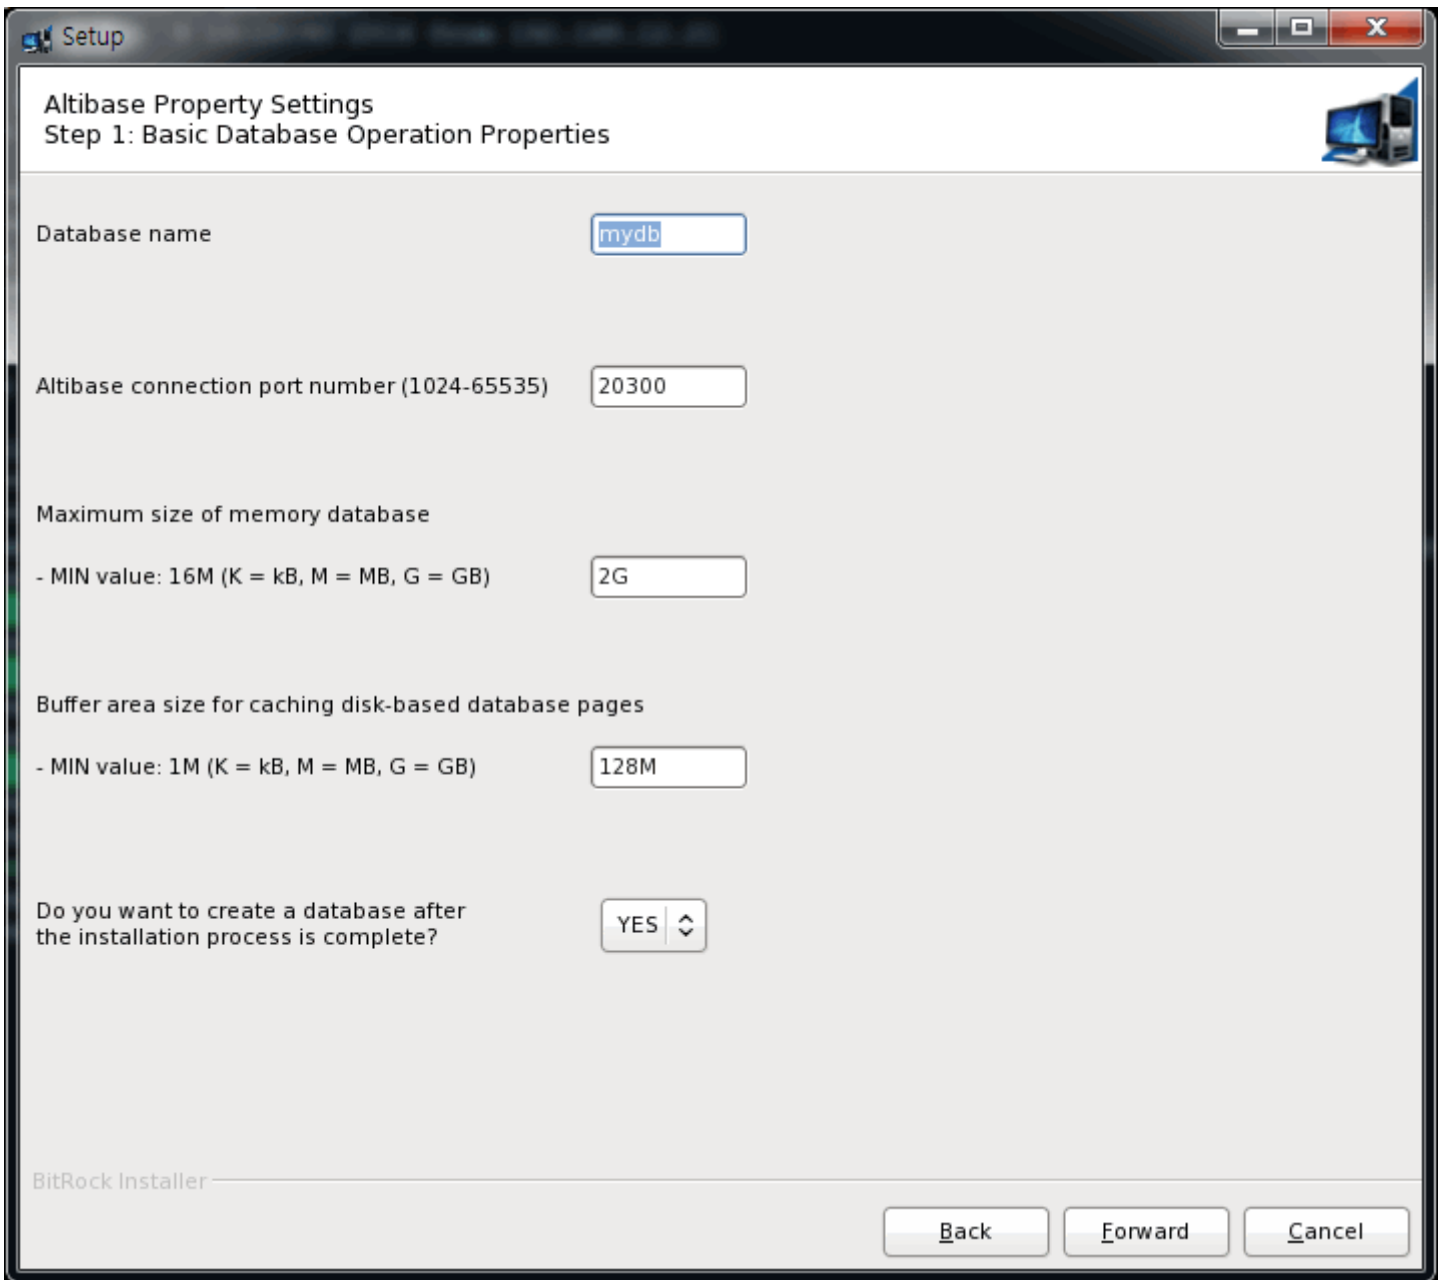 Setup
Altibase Property Settings
Step 1: Basic Database Operation Properties
Database name
mydb
Altibase connection port number (1024-65535)
20300
Maximum size of memory database
- MIN value: 16M (K = kB, M = MB, G = GB)
2G
Buffer area size for caching disk-based database pages
- MIN value: 1M (K = kB, M = MB, G = GB)
128M
Do you want to create a database after
the installation process is complete?
YES
BitRock Installer
Back
Forward
Cancel